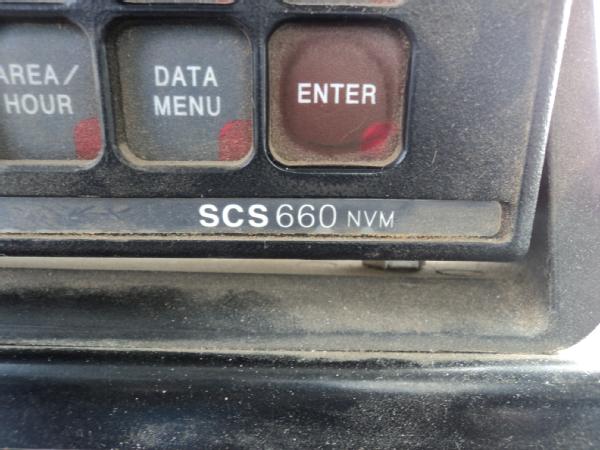 AREA/
HOUR
DATA
MENU
ENTER
SCS 660 NVM